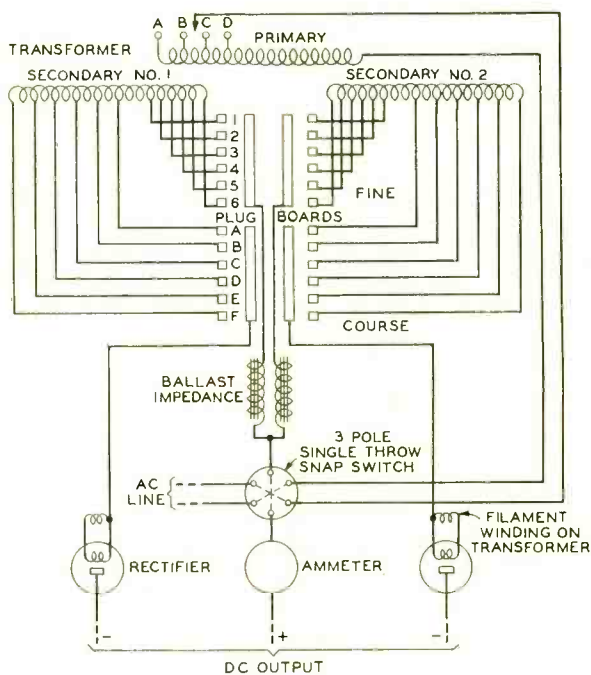 A B C D
PRIMARY
TRANSFORMER
SECONDARY NO. 1
SECONDARY NO. 2
1
2
3
4
5
6
FINE
PLUG BOARDS
A
B
C
D
E
F
COURSE
BALLAST
IMPEDANCE
3 POLE
SINGLE THROW
SNAP SWITCH
AC
LINE
FILAMENT
WINDING ON
TRANSFORMER
RECTIFIER
AMMETER
- + -
DC OUTPUT